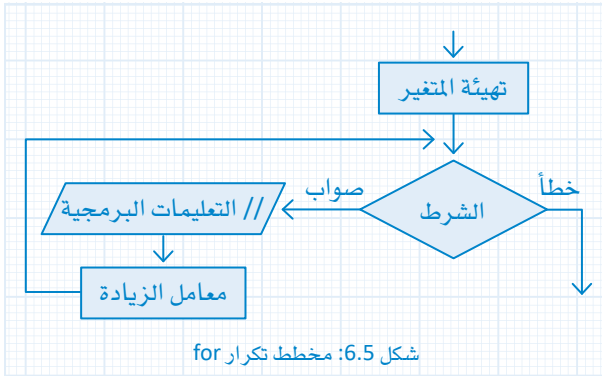 تهيئة المتغير
خطأ
صواب
الشرط
// التعليمات البرمجية
معامل الزيادة
شكل 6.5: مخطط تكرار for